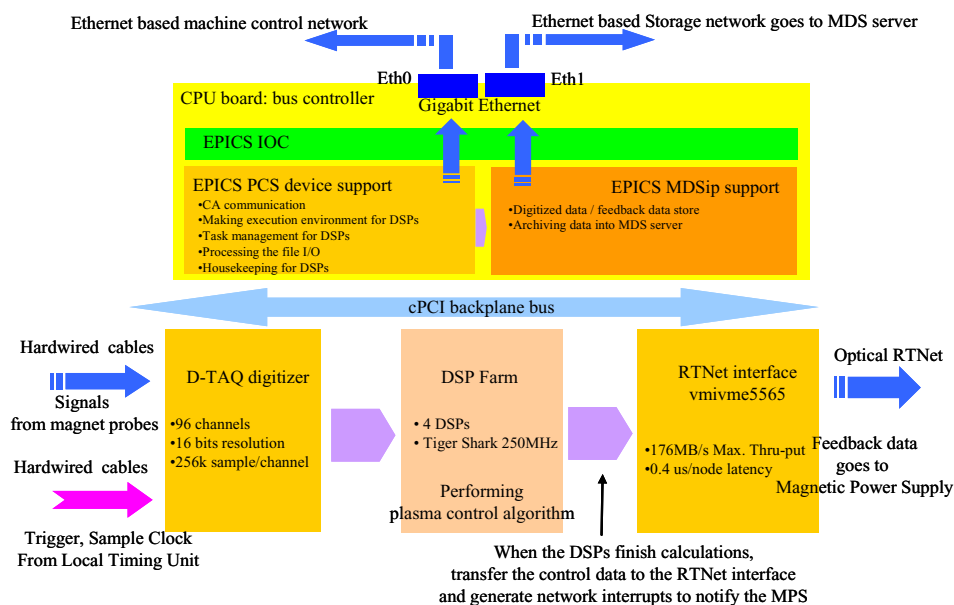 Ethernet based machine control network
Ethernet based Storage network goes to MDS server
Eth0
Eth1
CPU board: bus controller
Gigabit Ethernet
EPICS IOC
EPICS PCS device support
•CA communication
•Making execution environment for DSPs
•Task management for DSPs
•Processing the file I/O
•Housekeeping for DSPs
EPICS MDSip support
•Digitized data / feedback data store
•Archiving data into MDS server
cPCI backplane bus
Hardwired cables
Signals
from magnet probes
Hardwired cables
Trigger, Sample Clock
From Local Timing Unit
D-TAQ digitizer
•96 channels
•16 bits resolution
•256k sample/channel
DSP Farm
• 4 DSPs
• Tiger Shark 250MHz
Performing
plasma control algorithm
RTNet interface
vmivme5565
•176MB/s Max. Thru-put
•0.4 us/node latency
Optical RTNet
Feedback data
goes to
Magnetic Power Supply
When the DSPs finish calculations,
transfer the control data to the RTNet interface
and generate network interrupts to notify the MPS